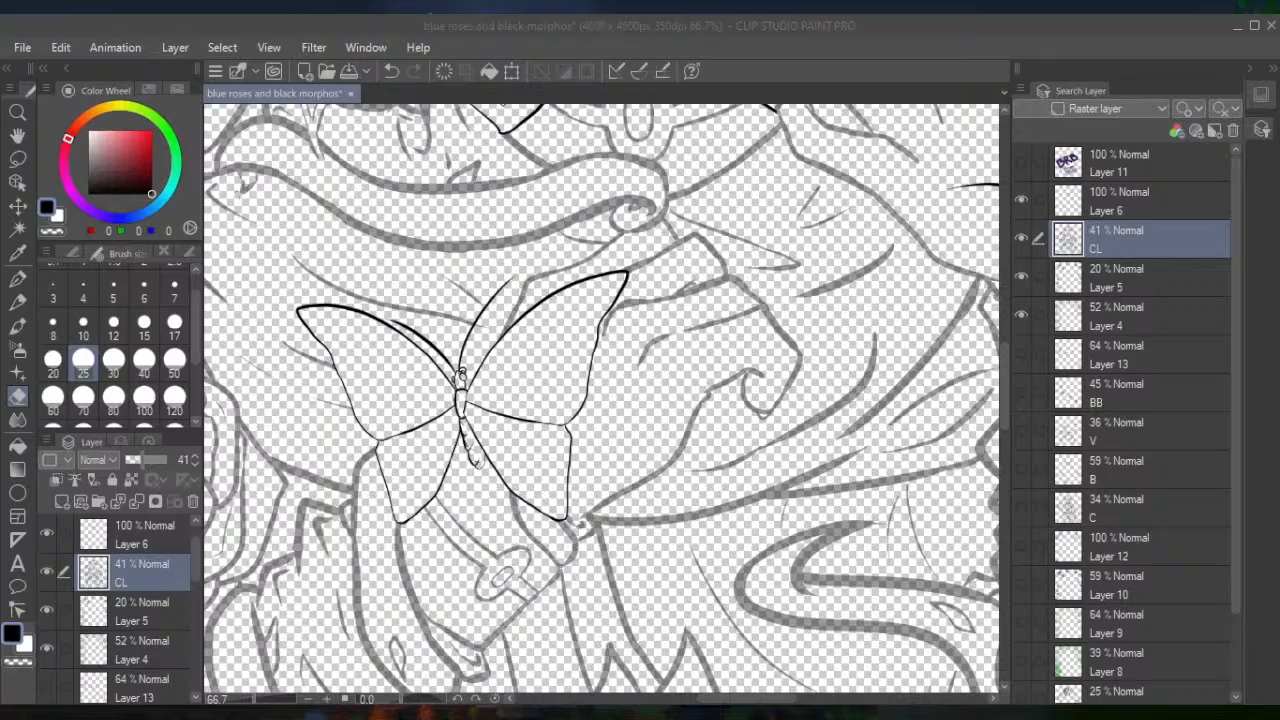 blue roses and black morphos* (4000 x 4500px 350dpi 66.7%) - CLIP STUDIO PAINT PRO
File Edit Animation Layer Select View Filter Window Help
blue roses and black morphos*
Color Wheel
0 0 0
Brush size
3 4 5 6 7
8 10 12 15 17
20 25 30 40 50
60 70 80 100 120
Layer
Normal 41
100 % Normal
Layer 6
41 % Normal
CL
20 % Normal
Layer 5
52 % Normal
Layer 4
64 % Normal
Layer 13
66.7 0.0
Search Layer
Raster layer
BRB
100 % Normal
Layer 11
100 % Normal
Layer 6
41 % Normal
CL
20 % Normal
Layer 5
52 % Normal
Layer 4
64 % Normal
Layer 13
45 % Normal
BB
36 % Normal
V
59 % Normal
B
34 % Normal
C
100 % Normal
Layer 12
59 % Normal
Layer 10
64 % Normal
Layer 9
39 % Normal
Layer 8
25 % Normal